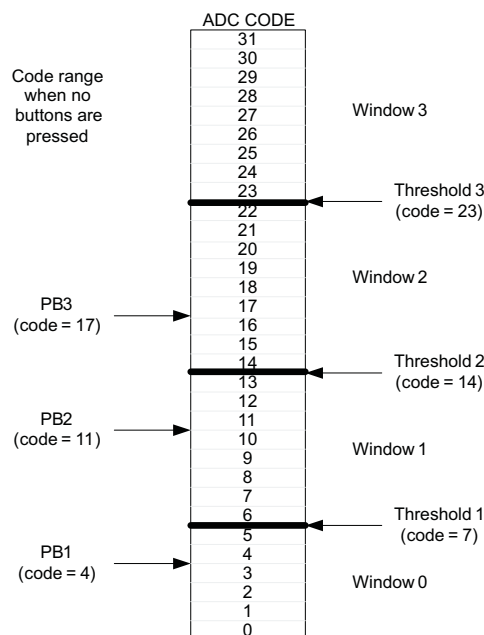 ADC CODE
31
30
29
28
27
26
25
24
23
22
21
20
19
18
17
16
15
14
13
12
11
10
9
8
7
6
5
4
3
2
1
0
Code range
when no
buttons are
pressed
PB3
(code = 17)
PB2
(code = 11)
PB1
(code = 4)
Window 3
Threshold 3
(code = 23)
Window 2
Threshold 2
(code = 14)
Window 1
Threshold 1
(code = 7)
Window 0